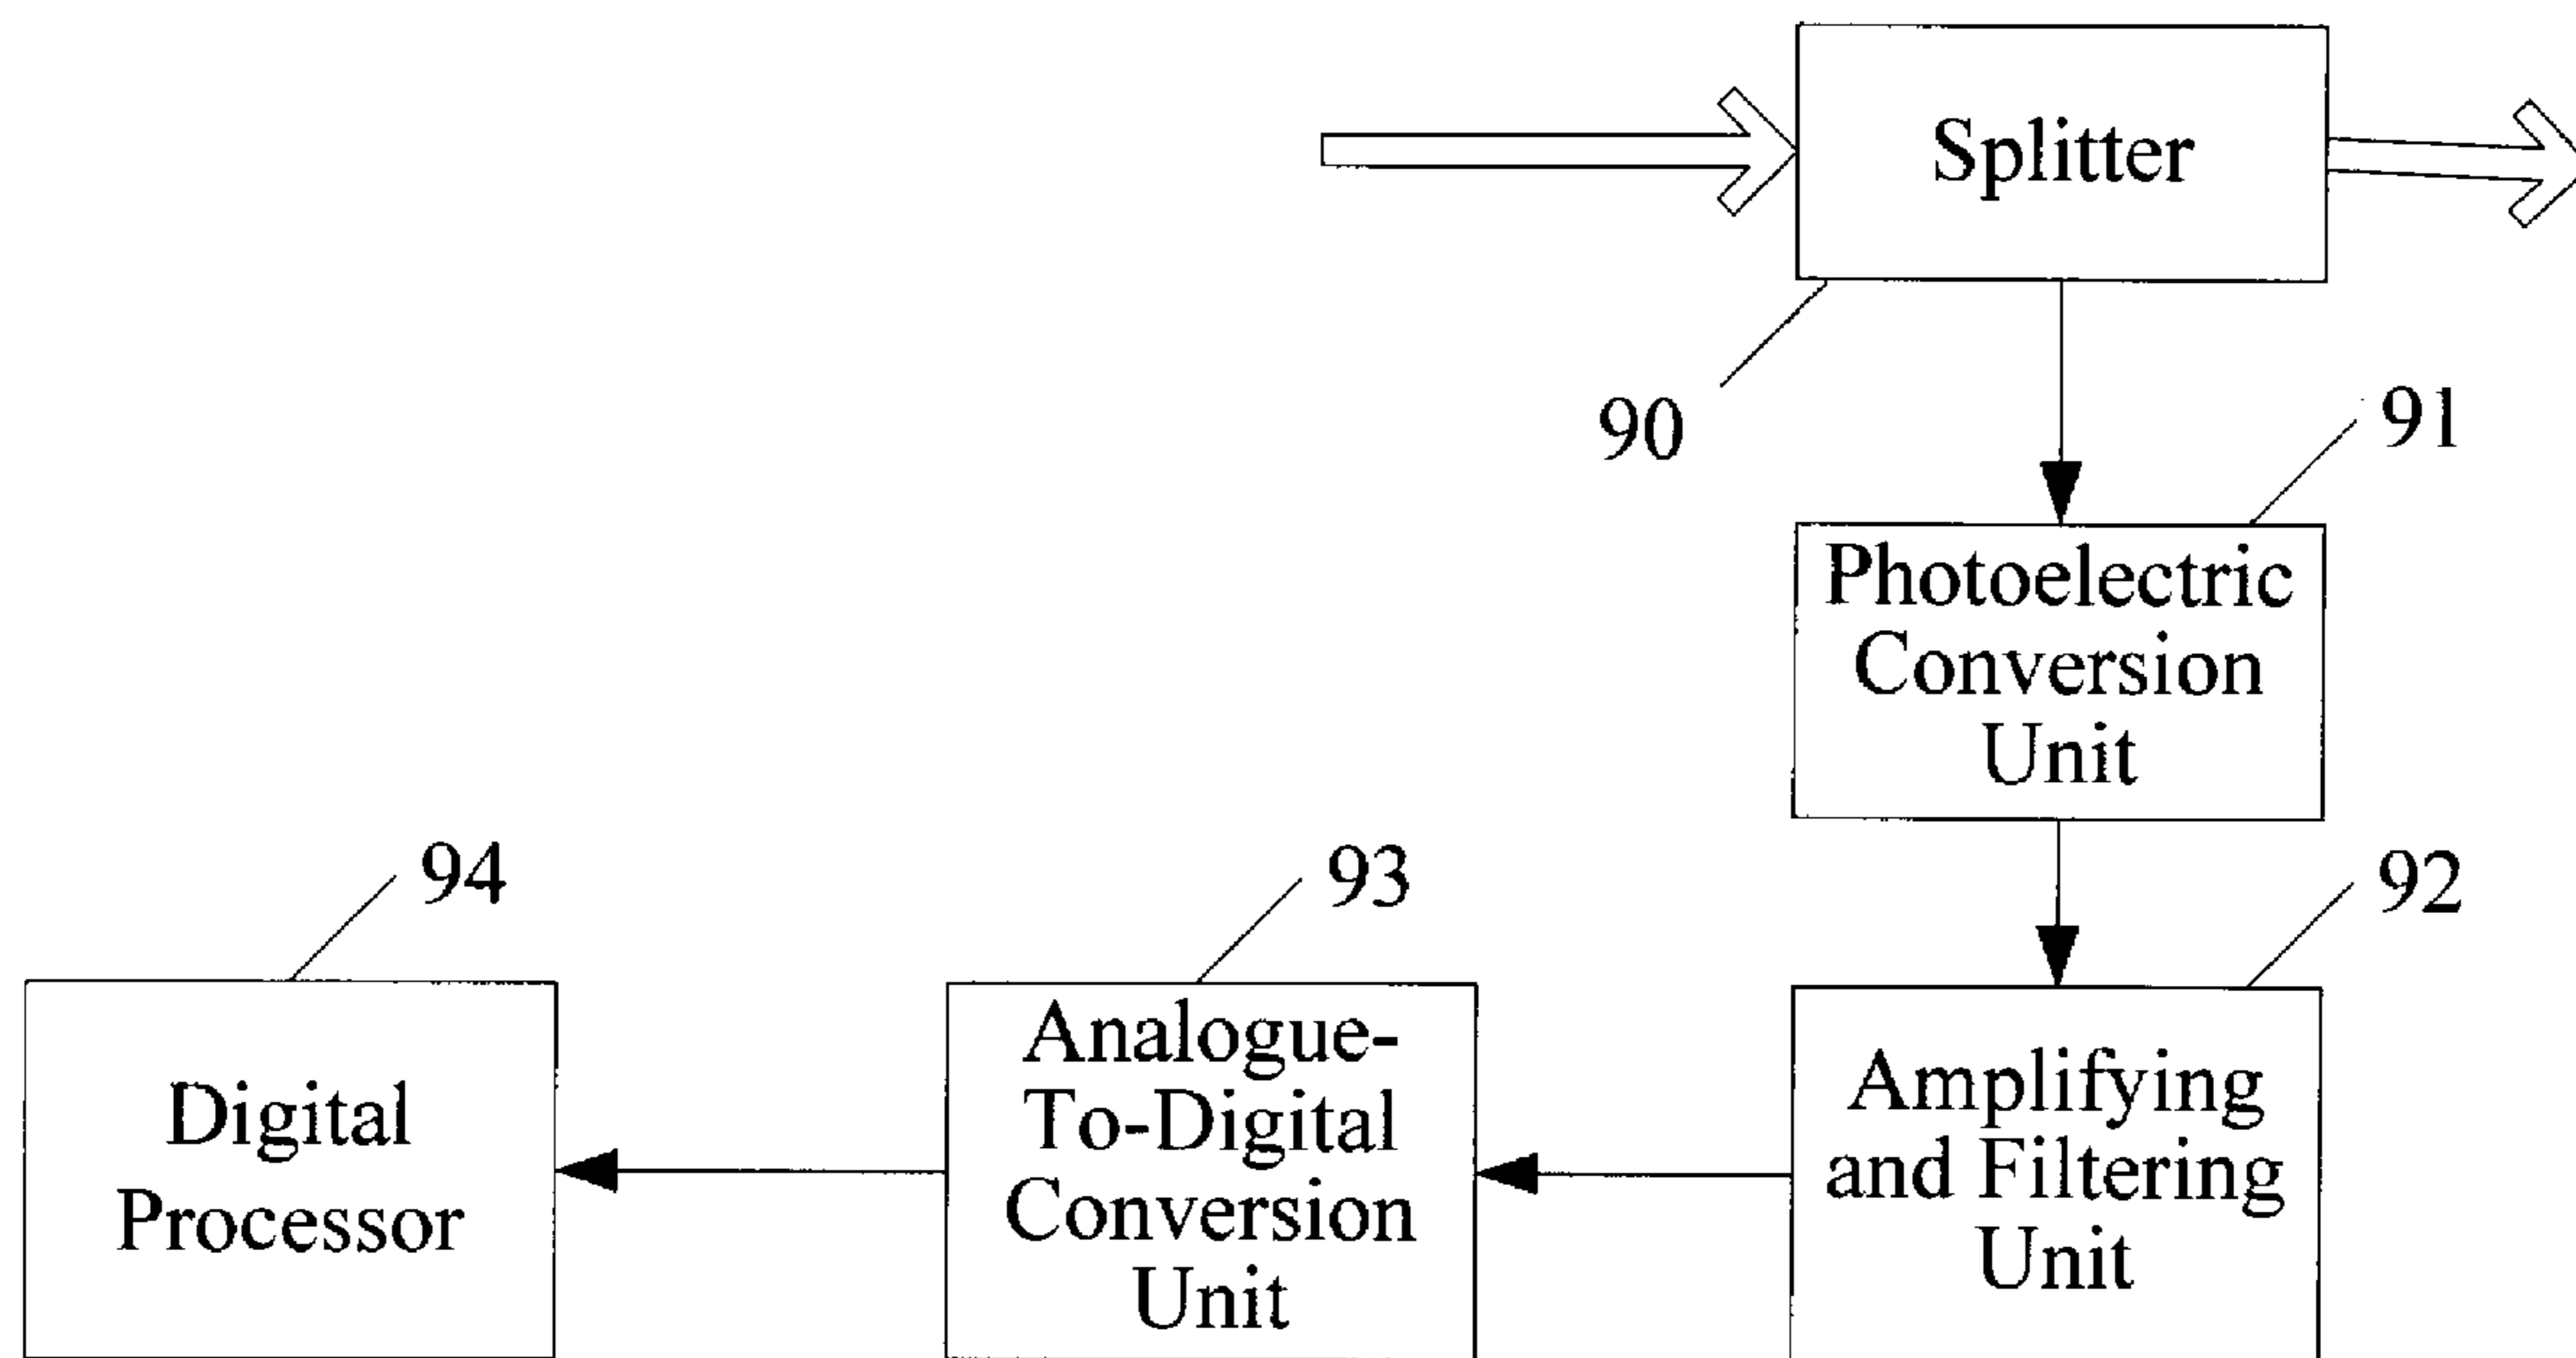 Splitter
90
91
Photoelectric
Conversion
Unit
94
93
92
Digital
Processor
Analogue-
To-Digital
Conversion
Unit
Amplifying
and Filtering
Unit